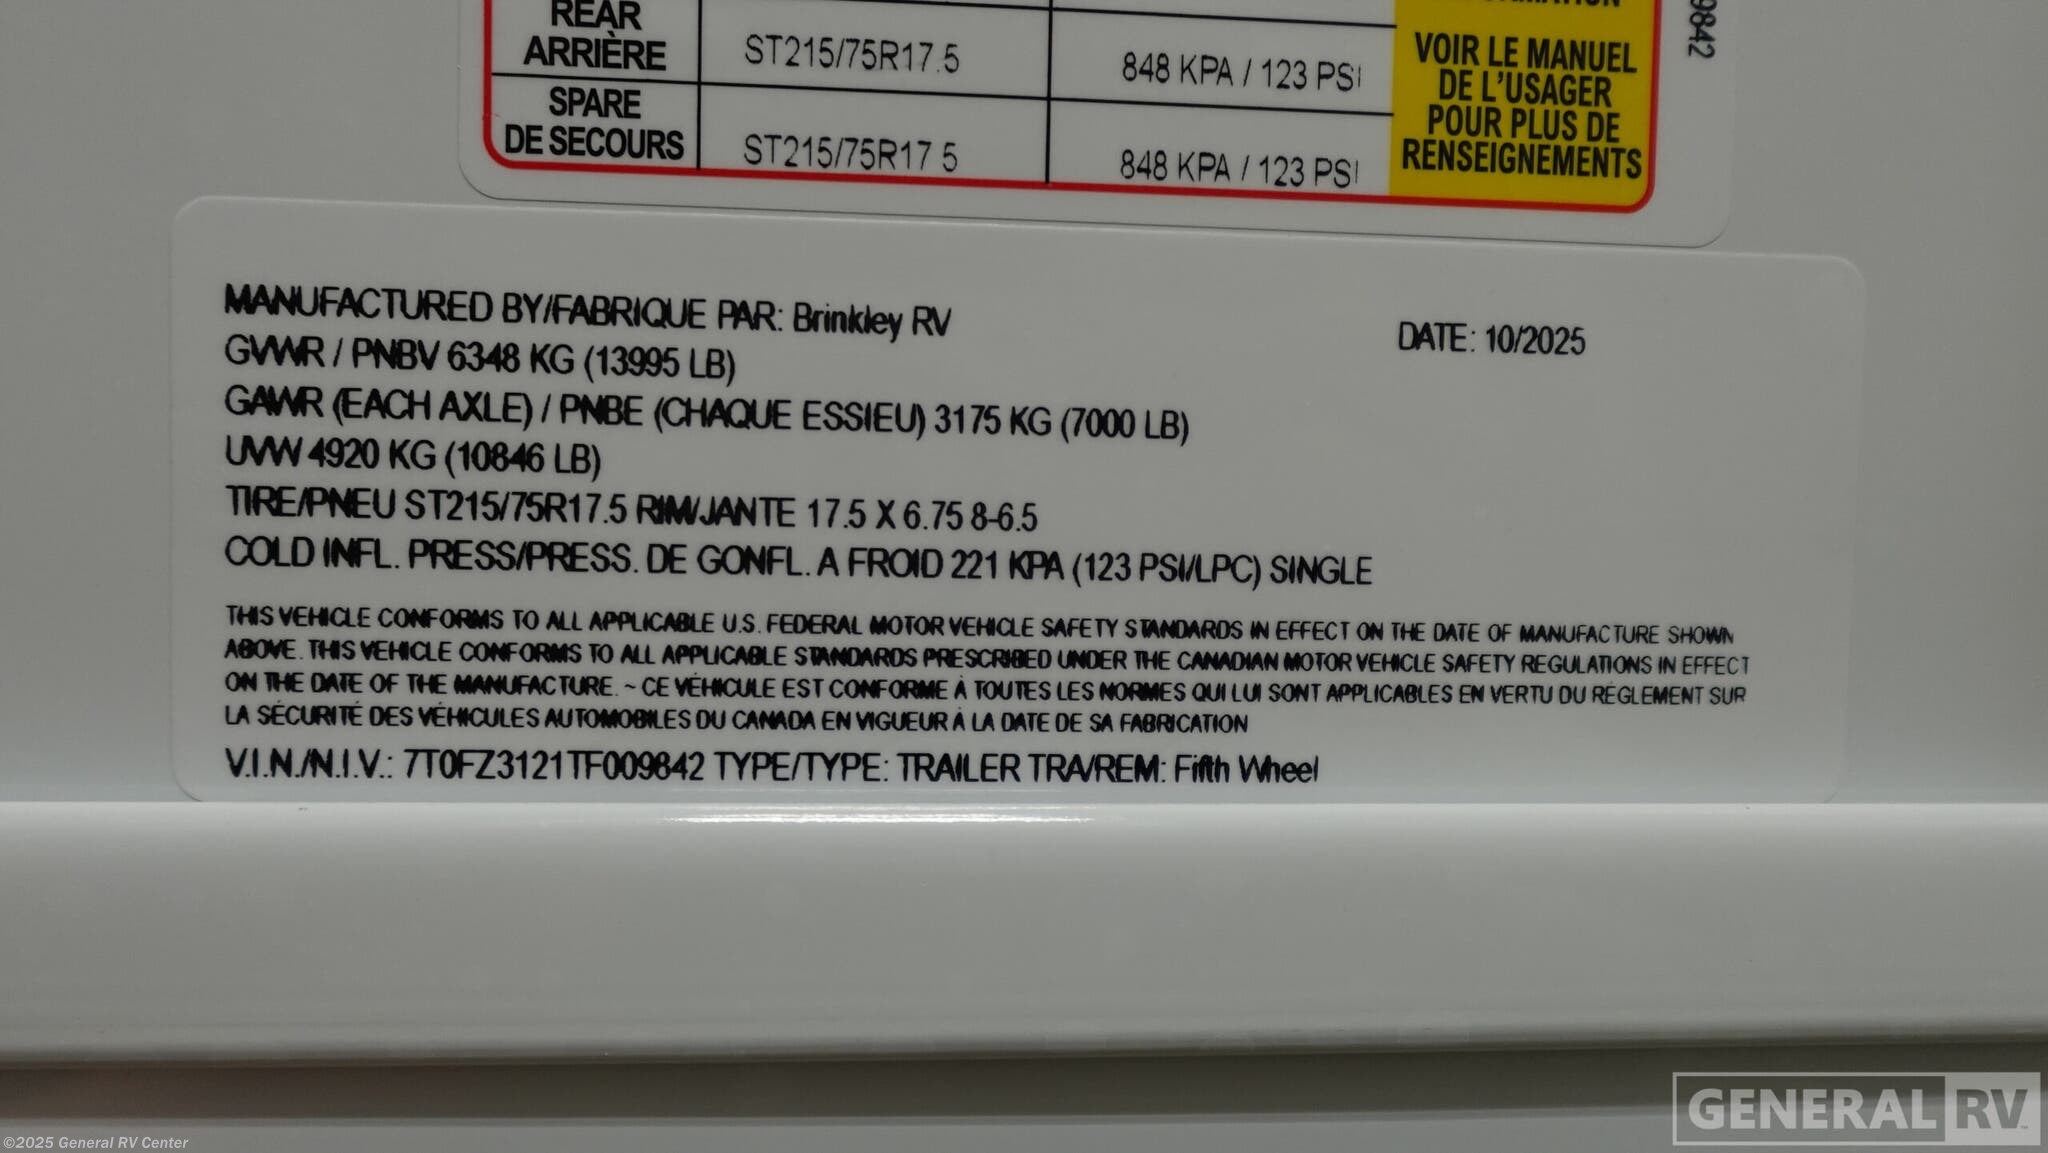 REAR
ARRIÈRE
ST215/75R17.5
848 KPA / 123 PSI
SPARE
DE SECOURS
ST215/75R17 5
848 KPA / 123 PSI
VOIR LE MANUEL
DE L'USAGER
POUR PLUS DE
RENSEIGNEMENTS
9842
MANUFACTURED BY/FABRIQUE PAR: Brinkley RV
DATE: 10/2025
GVWR / PNBV 6348 KG (13995 LB)
GAWR (EACH AXLE) / PNBE (CHAQUE ESSIEU) 3175 KG (7000 LB)
UVW 4920 KG (10846 LB)
TIRE/PNEU ST215/75R17.5 RIM/JANTE 17.5 X 6.75 8-6.5
COLD INFL. PRESS/PRESS. DE GONFL. A FROID 221 KPA (123 PSI/LPC) SINGLE
THIS VEHICLE CONFORMS TO ALL APPLICABLE U.S. FEDERAL MOTOR VEHICLE SAFETY STANDARDS IN EFFECT ON THE DATE OF MANUFACTURE SHOWN
ABOVE. THIS VEHICLE CONFORMS TO ALL APPLICABLE STANDARDS PRESCRIBED UNDER THE CANADIAN MOTOR VEHICLE SAFETY REGULATIONS IN EFFECT
ON THE DATE OF THE MANUFACTURE. ~ CE VÉHICULE EST CONFORME À TOUTES LES NORMES QUI LUI SONT APPLICABLES EN VERTU DU RÉGLEMENT SUR
LA SÉCURITÉ DES VÉHICULES AUTOMOBILES DU CANADA EN VIGUEUR À LA DATE DE SA FABRICATION
V.I.N./N.I.V.: 7T0FZ3121TF009842 TYPE/TYPE: TRAILER TRA/REM: Fifth Wheel
GENERAL RV
©2025 General RV Center